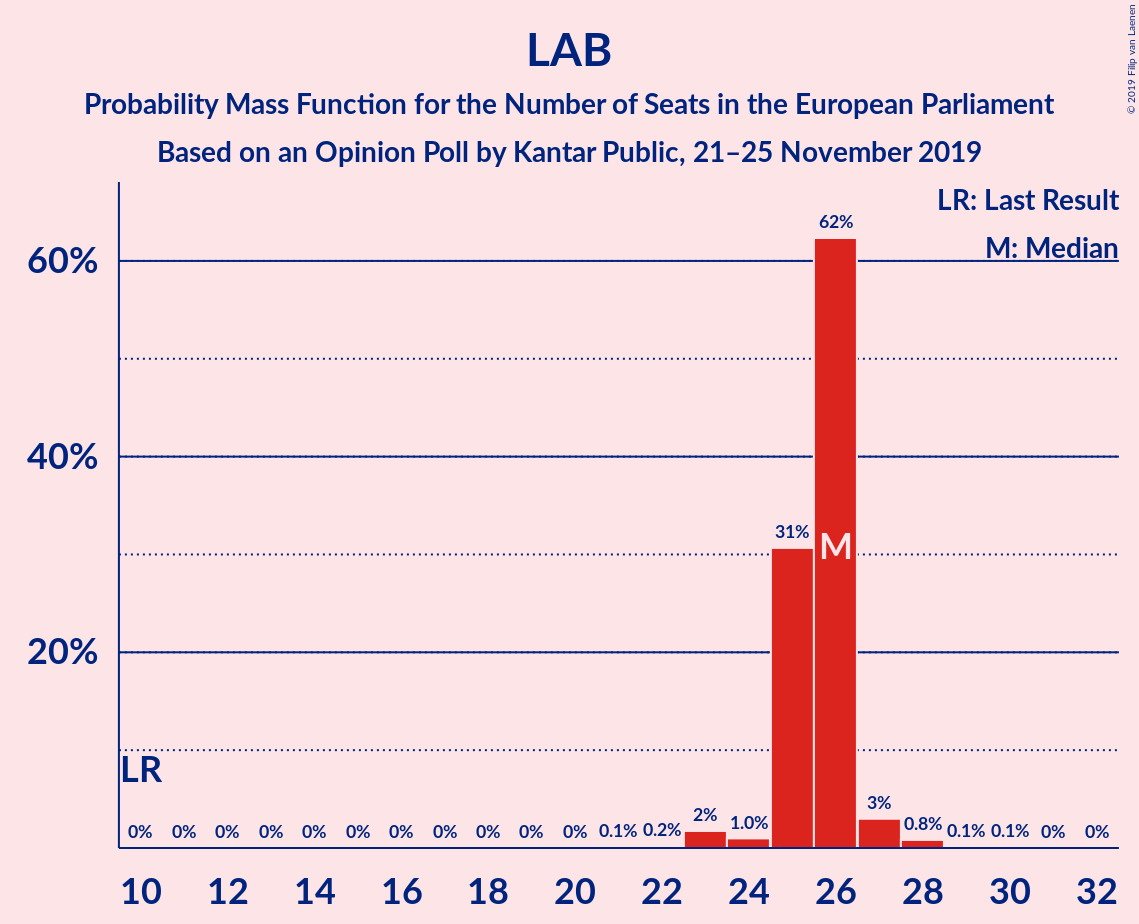 LAB
Probability Mass Function for the Number of Seats in the European Parliament
Based on an Opinion Poll by Kantar Public, 21–25 November 2019
© 2019 Filip van Laenen
LR: Last Result
M: Median
60%
40%
20%
62%
31%
M
LR
0% 0% 0% 0% 0% 0% 0% 0% 0% 0% 0% 0.1% 0.2% 2% 1.0% 3% 0.8% 0.1% 0.1% 0% 0%
10 12 14 16 18 20 22 24 26 28 30 32